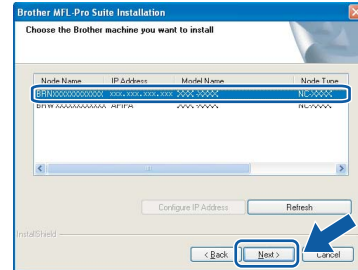 Brother MFL-Pro Suite Installation
Choose the Brother machine you want to install
Node Name IP Address Model Name Node Type
BRNXXXXXXXXXXXX xxx.xxx.xxx.xxx XXX-XXXX NC-XXXX
BRWXXXXXXXXXXXX APIPA XXX-XXXX NC-XXXX
Configure IP Address Refresh
InstallShield
< Back Next > Cancel